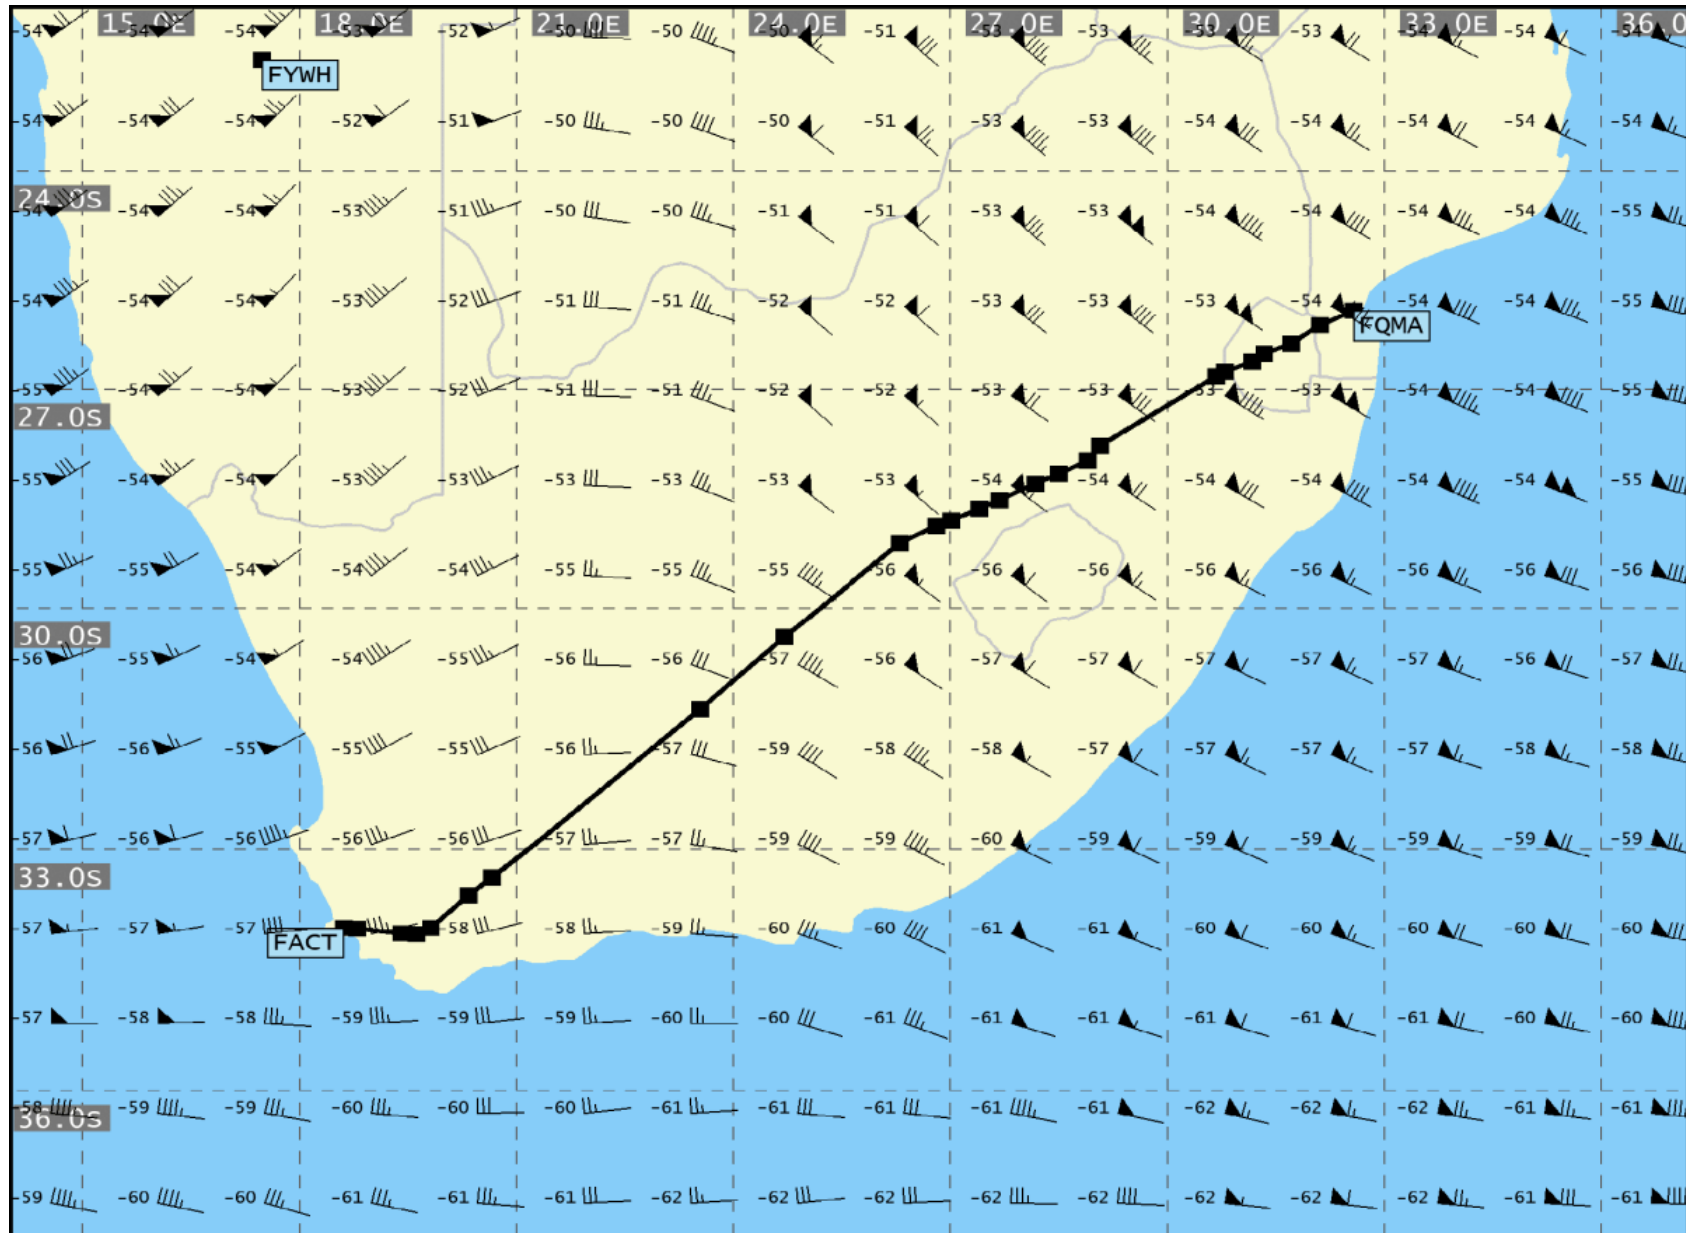 -54 15.0E -54 -54 18.0E -53 -52 21.0E -50 -50 24.0E -50 -51 27.0E -53 -53 30.0E -54 -53 33.0E -54 -54 36.0 -54
FYWH
-54 -54 -54 -52 -51 -50 -50 -50 -51 -53 -53 -54 -54 -54 -54 -54
24.0S
-54 -54 -54 -53 -51 -50 -50 -51 -51 -53 -53 -54 -54 -54 -54 -55
-54 -54 -54 -53 -52 -51 -51 -52 -52 -53 -53 -53 -54 -54 -54 -55
FQMA
-55 -54 -54 -53 -52 -51 -51 -52 -52 -53 -53 -53 -53 -54 -54 -55
27.0S
-55 -54 -54 -53 -53 -53 -53 -53 -53 -54 -54 -54 -54 -54 -54 -55
-55 -55 -54 -54 -54 -55 -55 -55 -56 -56 -56 -56 -56 -56 -56 -56
30.0S
-56 -55 -54 -54 -55 -56 -56 -57 -56 -57 -57 -57 -57 -57 -56 -57
-56 -56 -55 -55 -55 -56 -57 -59 -58 -58 -57 -57 -57 -57 -58 -58
-57 -56 -56 -56 -56 -57 -57 -59 -59 -60 -59 -59 -59 -59 -59 -59
33.0S
-57 -57 -57 -58 -58 -59 -60 -60 -61 -61 -60 -60 -60 -60 -60
FACT
-57 -58 -58 -59 -59 -59 -60 -60 -61 -61 -61 -61 -61 -61 -60 -60
-58 -59 -59 -60 -60 -60 -61 -61 -61 -61 -61 -62 -62 -62 -61 -61
36.0S
-59 -60 -60 -61 -61 -61 -62 -62 -62 -62 -62 -62 -62 -62 -61 -61